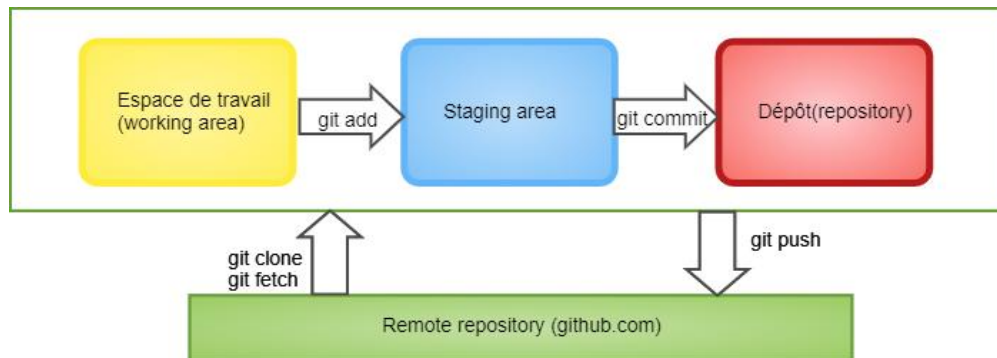 Espace de travail
(working area)
git add
Staging area
git commit
Dépôt(repository)
git clone
git fetch
git push
Remote repository (github.com)